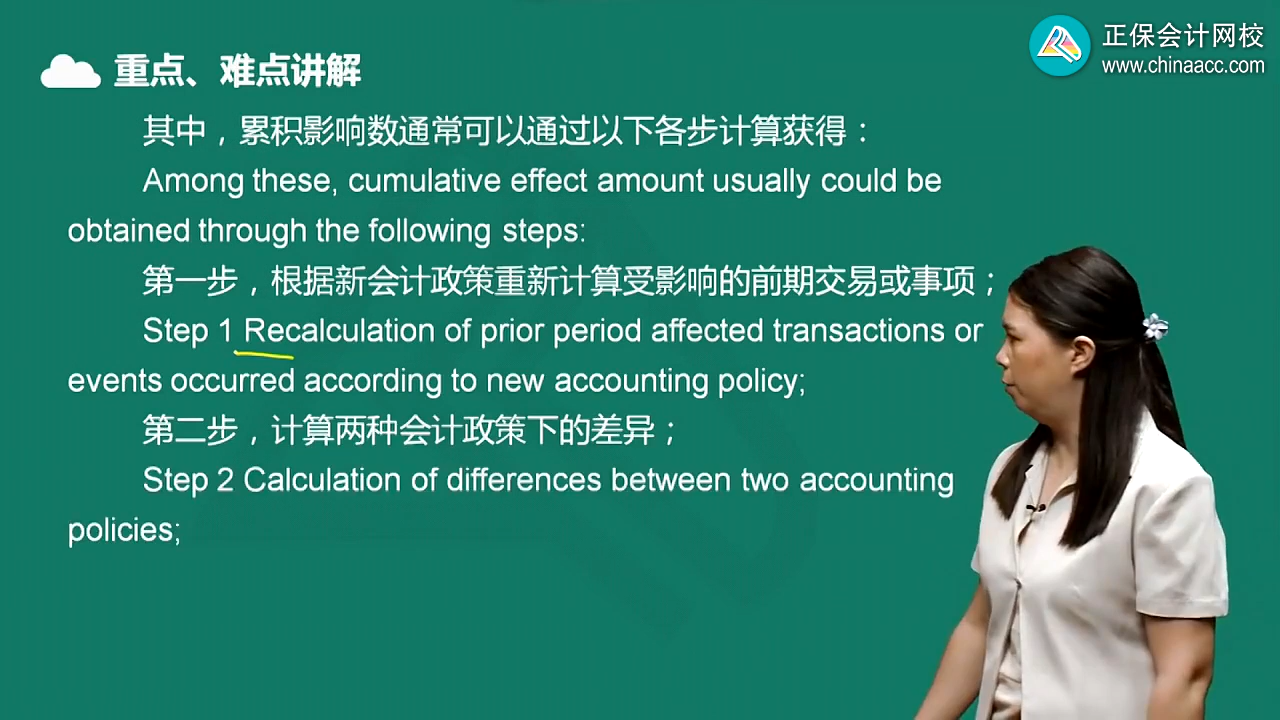 正保会计网校
www.chinaacc.com
重点、难点讲解
其中，累积影响数通常可以通过以下各步计算获得：
Among these, cumulative effect amount usually could be
obtained through the following steps:
第一步，根据新会计政策重新计算受影响的前期交易或事项；
Step 1 Recalculation of prior period affected transactions or
events occurred according to new accounting policy;
第二步，计算两种会计政策下的差异；
Step 2 Calculation of differences between two accounting
policies;